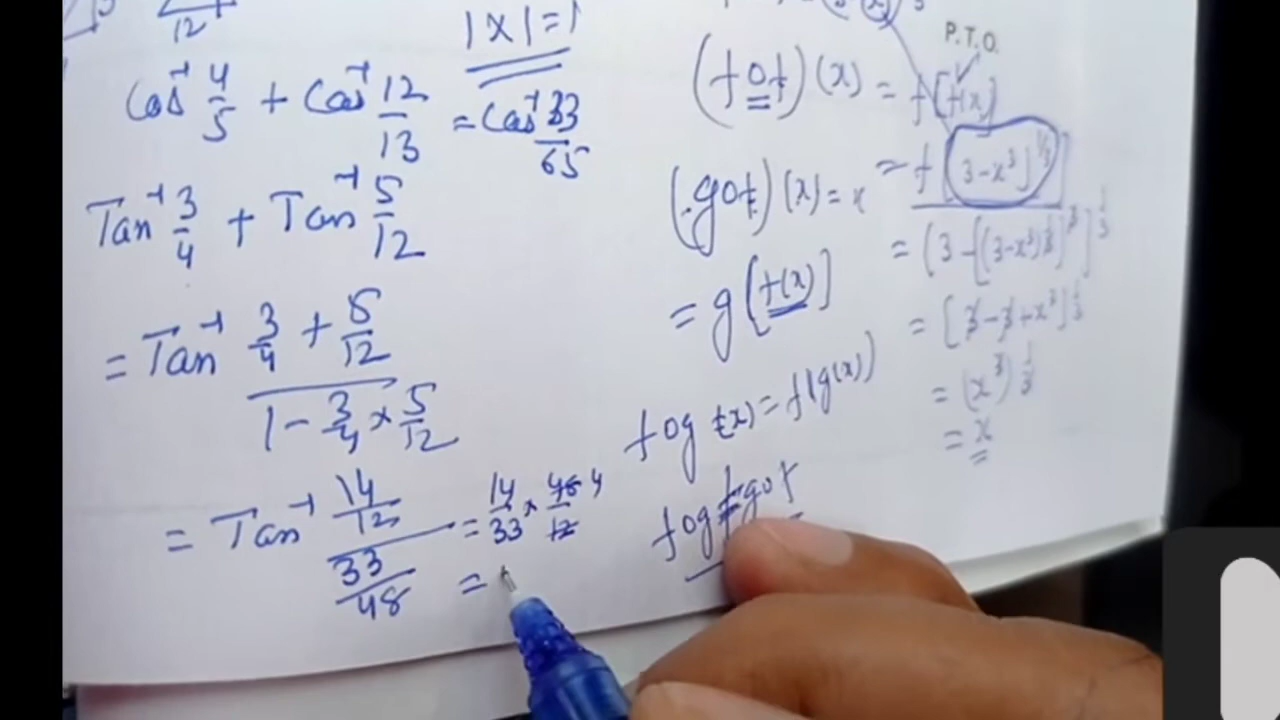 12
|x| = 1
Cos⁻¹ 4/5 + Cos⁻¹ 12/13 = Cos⁻¹ 33/65
Tan⁻¹ 3/4 + Tan⁻¹ 5/12
= Tan⁻¹ (3/4 + 5/12)/(1 - 3/4 × 5/12)
= Tan⁻¹ (14/12)/(33/48) = 14/33 × 48/12 4
=
P.T.O.
(fof)(x) = f[f(x)]
= f[3-x³]^1/3]
= (3-[(3-x³)^1/3]³]^1/3
= [3-3+x³]^1/3
= (x³)^1/3
= x
(gof)(x) = x
= g[f(x)]
fog (x) = f(g(x))
fog ≠ gof